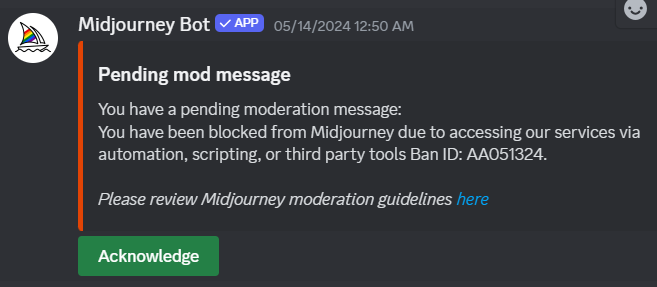 Midjourney Bot ✓ APP 05/14/2024 12:50 AM
Pending mod message
You have a pending moderation message:
You have been blocked from Midjourney due to accessing our services via
automation, scripting, or third party tools Ban ID: AA051324.
Please review Midjourney moderation guidelines here
Acknowledge